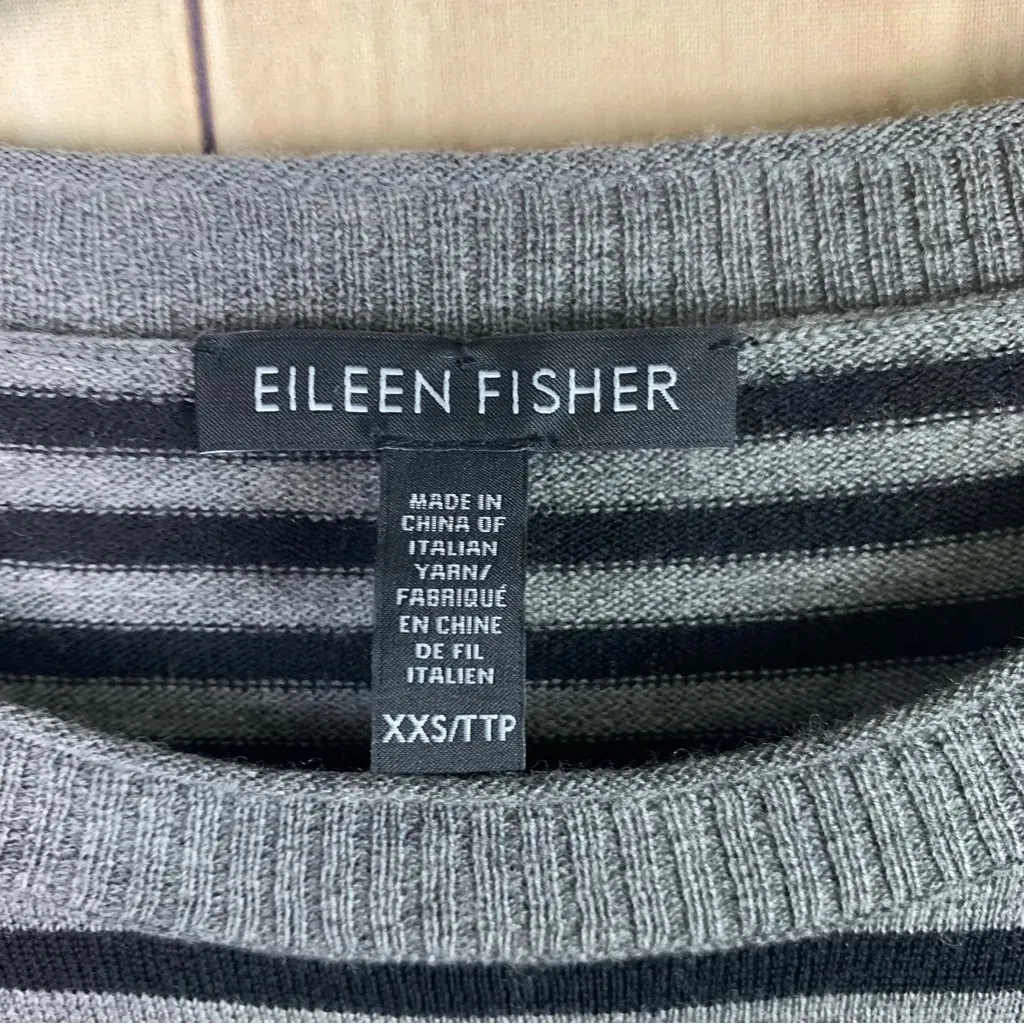 EILEEN FISHER
MADE IN
CHINA OF
ITALIAN
YARN/
FABRIQUÉ
EN CHINE
DE FIL
ITALIEN
XXS/TTP